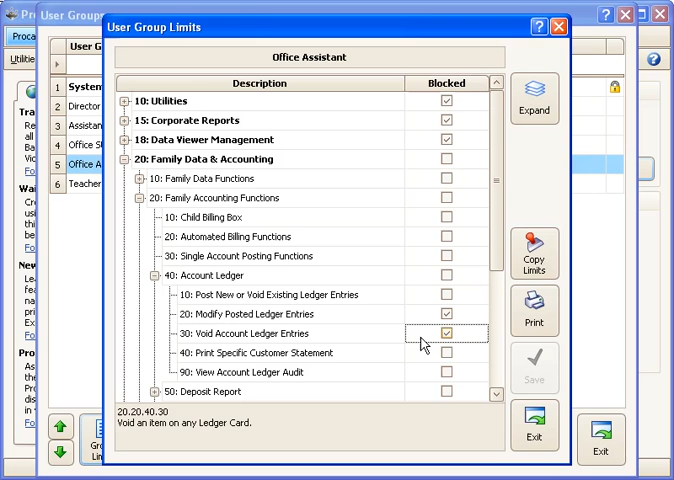 Pro
User Groups
User Group Limits
Office Assistant
Description
Blocked
10: Utilities
15: Corporate Reports
18: Data Viewer Management
20: Family Data & Accounting
10: Family Data Functions
20: Family Accounting Functions
10: Child Billing Box
20: Automated Billing Functions
30: Single Account Posting Functions
40: Account Ledger
10: Post New or Void Existing Ledger Entries
20: Modify Posted Ledger Entries
30: Void Account Ledger Entries
40: Print Specific Customer Statement
90: View Account Ledger Audit
50: Deposit Report
20.20.40.30
Void an item on any Ledger Card.
Expand
Copy
Limits
Print
Save
Exit
Proca
Utilitie
User G
1 System
2 Director
3 Assistan
4 Office S
5 Office A
6 Teacher
Exit